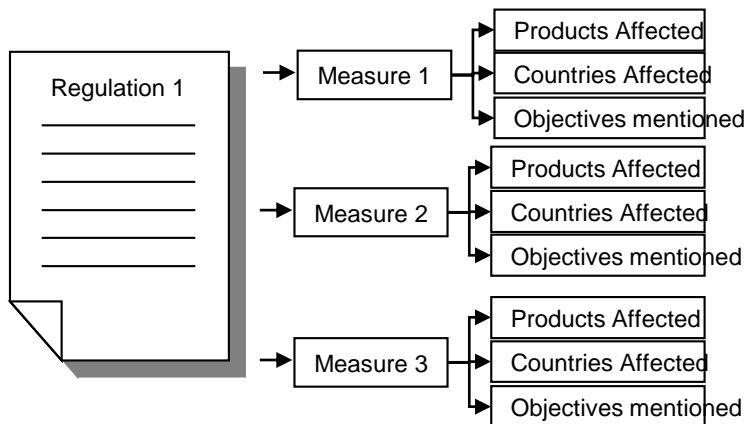 Regulation 1
Measure 1
Products Affected
Countries Affected
Objectives mentioned
Measure 2
Products Affected
Countries Affected
Objectives mentioned
Measure 3
Products Affected
Countries Affected
Objectives mentioned